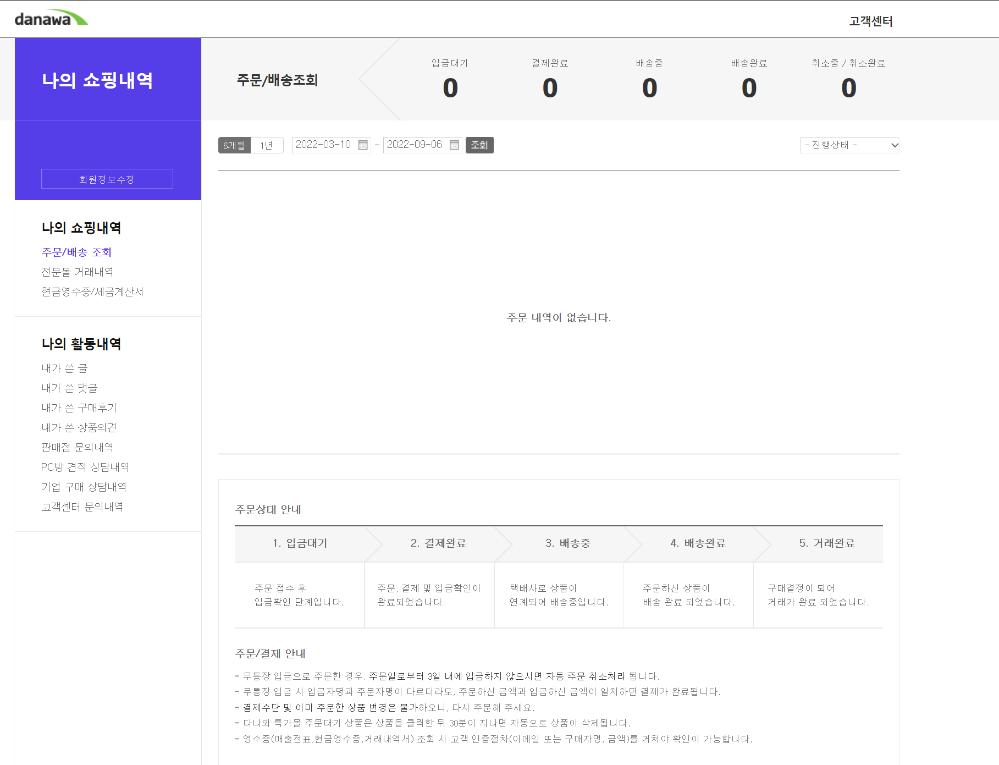 danawa
고객센터
나의 쇼핑내역
주문/배송조회
입금대기
0
결제완료
0
배송중
0
배송완료
0
취소중 / 취소완료
0
회원정보수정
6개월 1년 2022-03-10 - 2022-09-06 조회
- 진행상태 -
나의 쇼핑내역
주문/배송 조회
전문몰 거래내역
현금영수증/세금계산서
나의 활동내역
내가 쓴 글
내가 쓴 댓글
내가 쓴 구매후기
내가 쓴 상품의견
판매점 문의내역
PC방 견적 상담내역
기업 구매 상담내역
고객센터 문의내역
주문 내역이 없습니다.
주문상태 안내
1. 입금대기
2. 결제완료
3. 배송중
4. 배송완료
5. 거래완료
주문 접수 후
입금확인 단계입니다.
주문, 결제 및 입금확인이
완료되었습니다.
택배사로 상품이
연계되어 배송중입니다.
주문하신 상품이
배송 완료 되었습니다.
구매결정이 되어
거래가 완료 되었습니다.
주문/결제 안내
- 무통장 입금으로 주문한 경우, 주문일로부터 3일 내에 입금하지 않으시면 자동 주문 취소처리 됩니다.
- 무통장 입금 시 입금자명과 주문자명이 다르더라도, 주문하신 금액과 입금하신 금액이 일치하면 결제가 완료됩니다.
- 결제수단 및 이미 주문한 상품 변경은 불가하오니, 다시 주문해 주세요.
- 다나와 특가몰 주문대기 상품은 상품을 클릭한 뒤 30분이 지나면 자동으로 상품이 삭제됩니다.
- 영수증(매출전표,현금영수증,거래내역서) 조회 시 고객 인증절차(이메일 또는 구매자명, 금액)를 거쳐야 확인이 가능합니다.